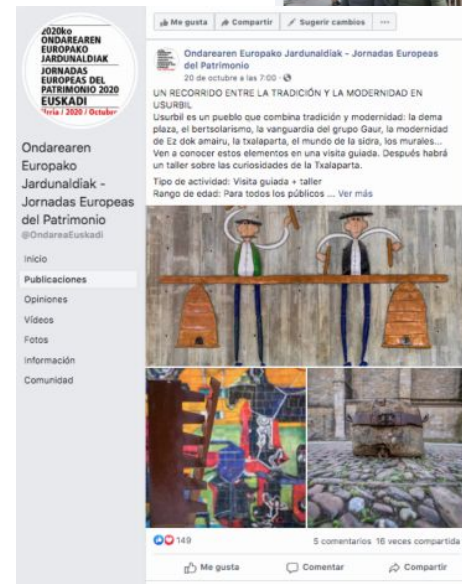 2020ko
ONDAREAREN
EUROPAKO
JARDUNALDIAK
JORNADAS
EUROPEAS DEL
PATRIMONIO 2020
EUSKADI
Urria / 2020 / Octubre
Ondarearen
Europako
Jardunaldiak -
Jornadas Europeas
del Patrimonio
@OndareaEuskadi
Inicio
Publicaciones
Opiniones
Vídeos
Fotos
Información
Comunidad
Me gusta
Compartir
Sugerir cambios
Ondarearen Europako Jardunaldiak - Jornadas Europeas
del Patrimonio
20 de octubre a las 7:00 ·
UN RECORRIDO ENTRE LA TRADICIÓN Y LA MODERNIDAD EN
USURBIL
Usurbil es un pueblo que combina tradición y modernidad: la dema
plaza, el bertsolarismo, la vanguardia del grupo Gaur, la modernidad
de Ez dok amairu, la txalaparta, el mundo de la sidra, los murales...
Ven a conocer estos elementos en una visita guiada. Después habrá
un taller sobre las curiosidades de la Txalaparta.
Tipo de actividad: Visita guiada + taller
Rango de edad: Para todos los públicos ... Ver más
149
5 comentarios 16 veces compartida
Me gusta
Comentar
Compartir